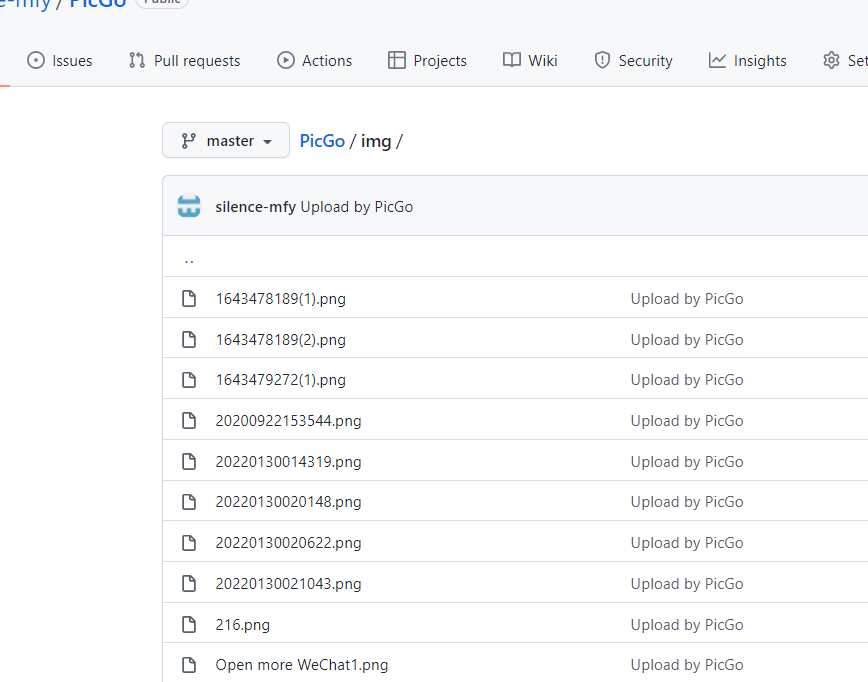 e-mfy / PicGo Public
Issues Pull requests Actions Projects Wiki Security Insights Set
master PicGo / img /
silence-mfy Upload by PicGo
..
1643478189(1).png Upload by PicGo
1643478189(2).png Upload by PicGo
1643479272(1).png Upload by PicGo
20200922153544.png Upload by PicGo
20220130014319.png Upload by PicGo
20220130020148.png Upload by PicGo
20220130020622.png Upload by PicGo
20220130021043.png Upload by PicGo
216.png Upload by PicGo
Open more WeChat1.png Upload by PicGo